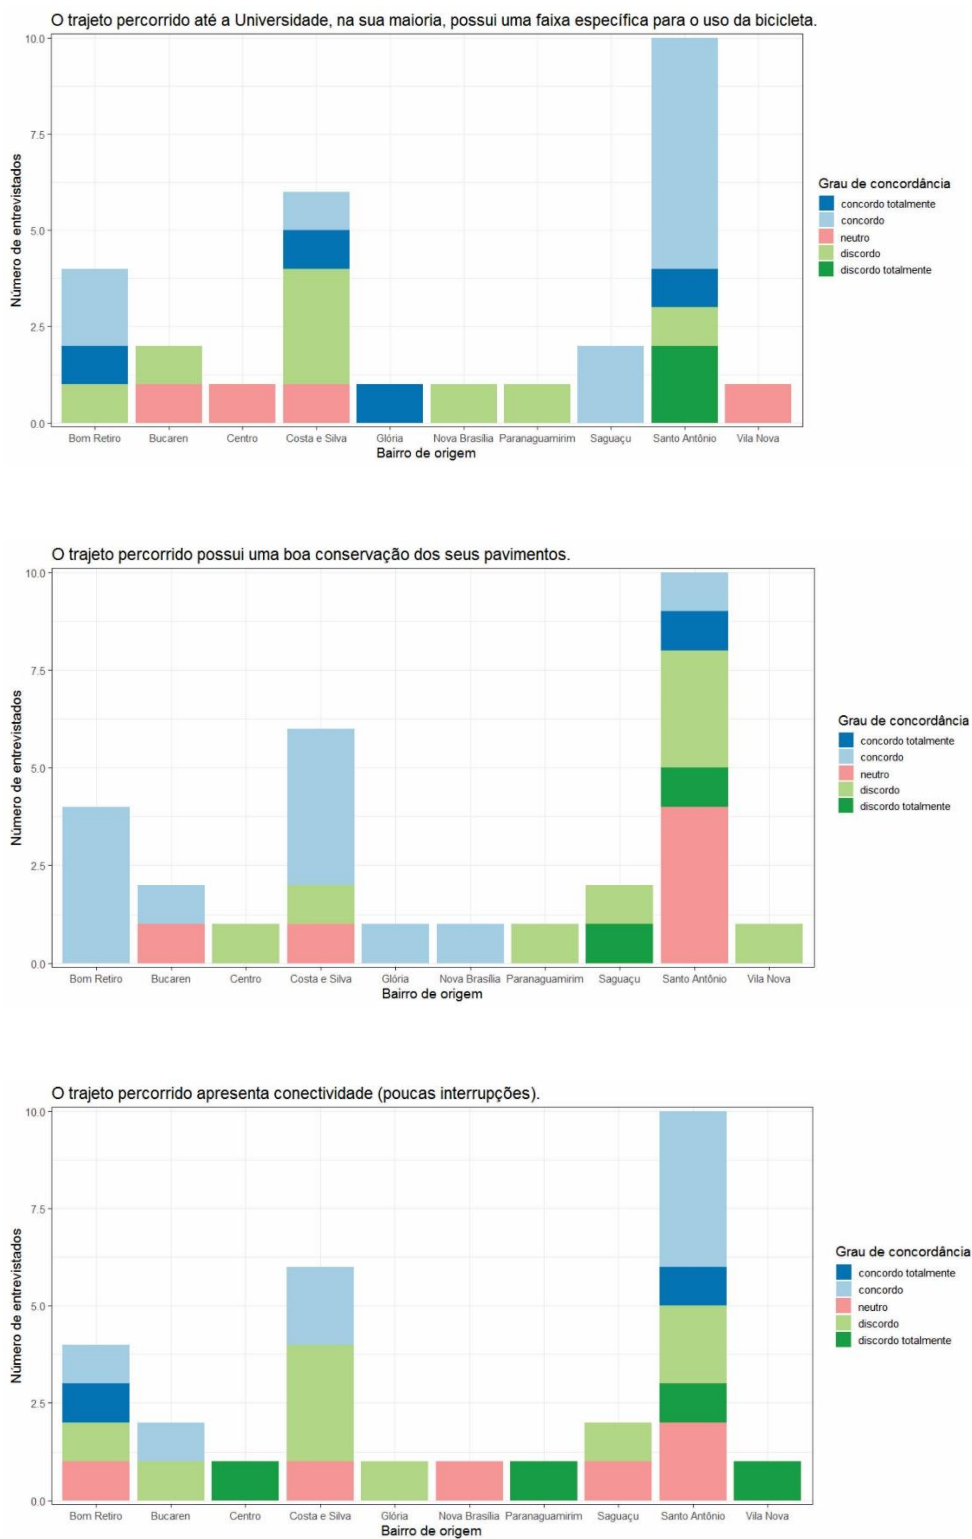 O trajeto percorrido até a Universidade, na sua maioria, possui uma faixa específica para o uso da bicicleta.
10.0
7.5
5.0
2.5
0.0
Número de entrevistados
Bom Retiro Bucaren Centro Costa e Silva Glória Nova Brasília Paranaguamirim Saguaçu Santo Antônio Vila Nova
Bairro de origem
Grau de concordância
concordo totalmente
concordo
neutro
discordo
discordo totalmente
O trajeto percorrido possui uma boa conservação dos seus pavimentos.
10.0
7.5
5.0
2.5
0.0
Número de entrevistados
Bom Retiro Bucaren Centro Costa e Silva Glória Nova Brasília Paranaguamirim Saguaçu Santo Antônio Vila Nova
Bairro de origem
Grau de concordância
concordo totalmente
concordo
neutro
discordo
discordo totalmente
O trajeto percorrido apresenta conectividade (poucas interrupções).
10.0
7.5
5.0
2.5
0.0
Número de entrevistados
Bom Retiro Bucaren Centro Costa e Silva Glória Nova Brasília Paranaguamirim Saguaçu Santo Antônio Vila Nova
Bairro de origem
Grau de concordância
concordo totalmente
concordo
neutro
discordo
discordo totalmente